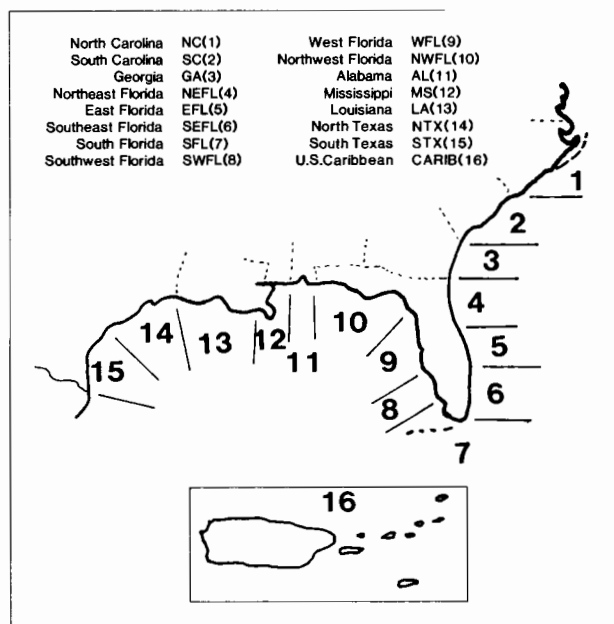 North Carolina NC(1)
South Carolina SC(2)
Georgia GA(3)
Northeast Florida NEFL(4)
East Florida EFL(5)
Southeast Florida SEFL(6)
South Florida SFL(7)
Southwest Florida SWFL(8)
West Florida WFL(9)
Northwest Florida NWFL(10)
Alabama AL(11)
Mississippi MS(12)
Louisiana LA(13)
North Texas NTX(14)
South Texas STX(15)
U.S.Caribbean CARIB(16)
1
2
3
4
5
6
7
8
9
10
11
12
13
14
15
16